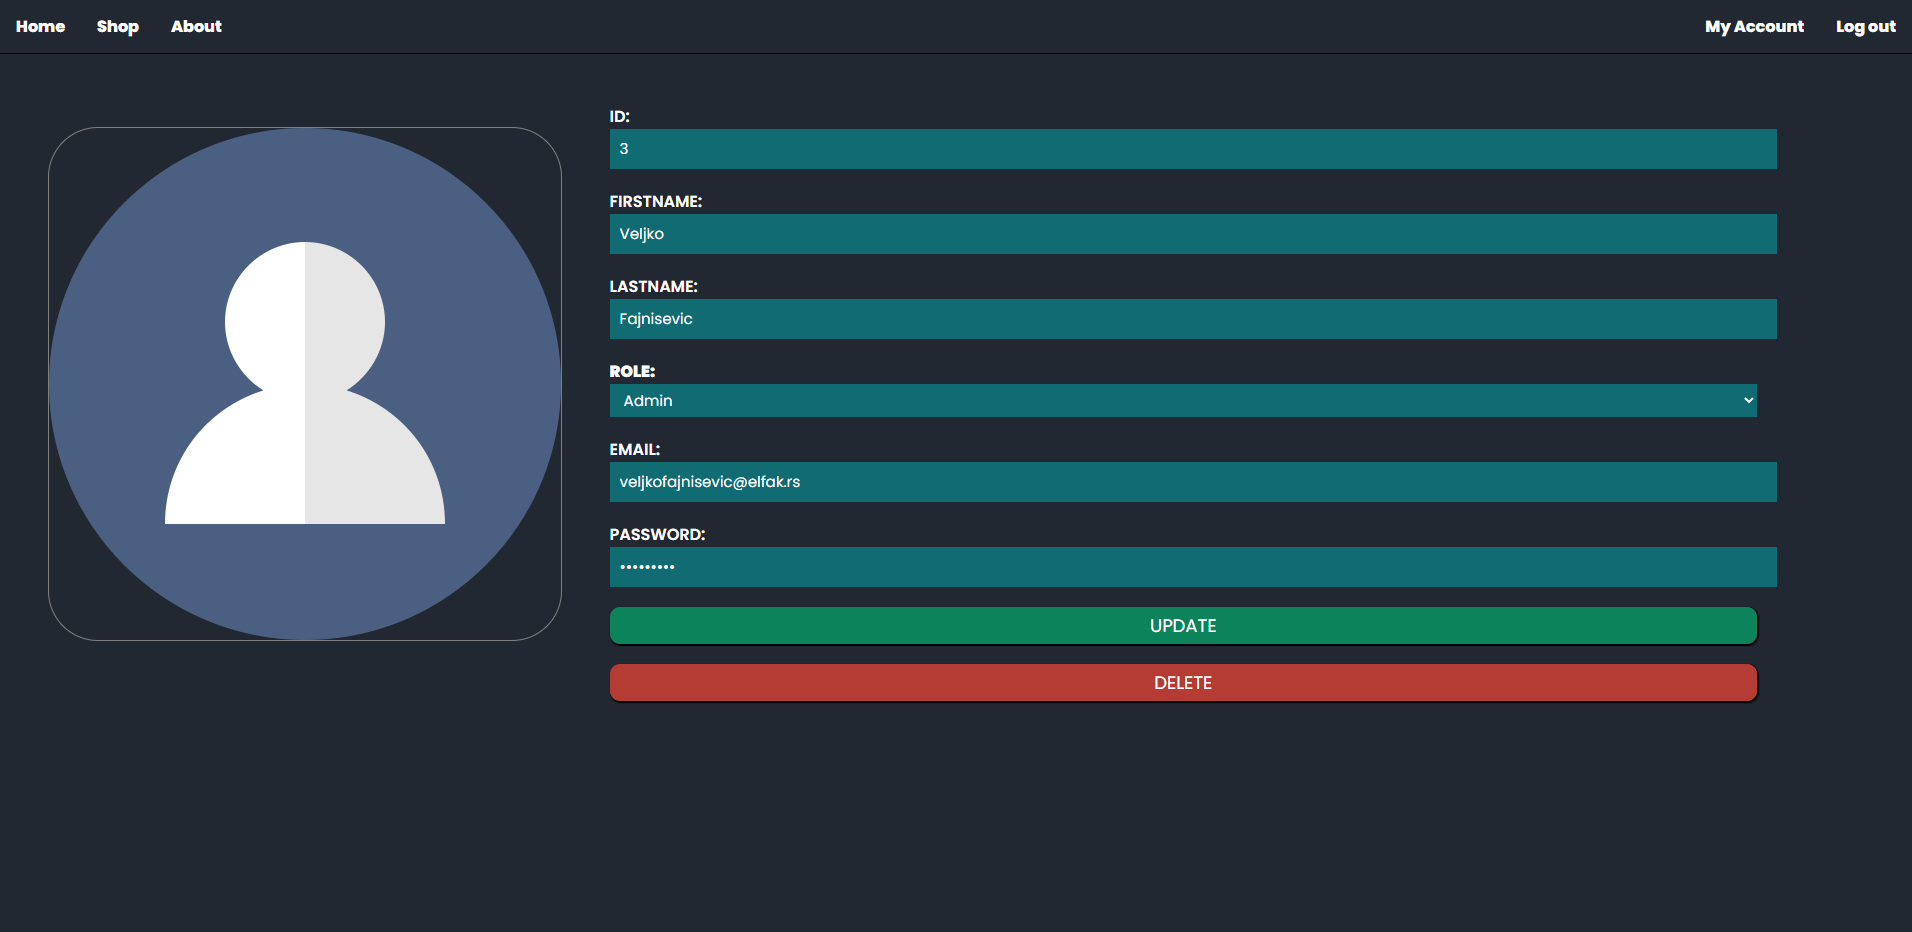 Home Shop About My Account Log out
ID:
3
FIRSTNAME:
Veljko
LASTNAME:
Fajnisevic
ROLE:
Admin
EMAIL:
veljkofajnisevic@elfak.rs
PASSWORD:
•••••••••
UPDATE
DELETE